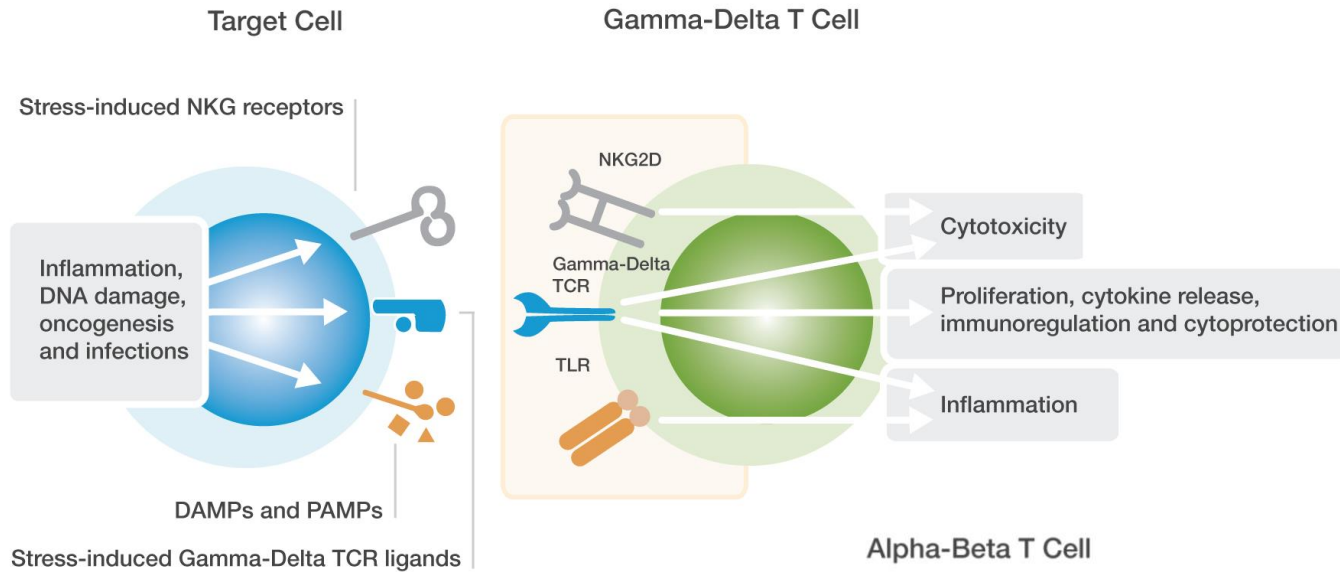 Target Cell
Gamma-Delta T Cell
Stress-induced NKG receptors
NKG2D
Cytotoxicity
Inflammation,
DNA damage,
oncogenesis
and infections
Gamma-Delta
TCR
Proliferation, cytokine release,
immunoregulation and cytoprotection
TLR
Inflammation
DAMPs and PAMPs
Stress-induced Gamma-Delta TCR ligands
Alpha-Beta T Cell